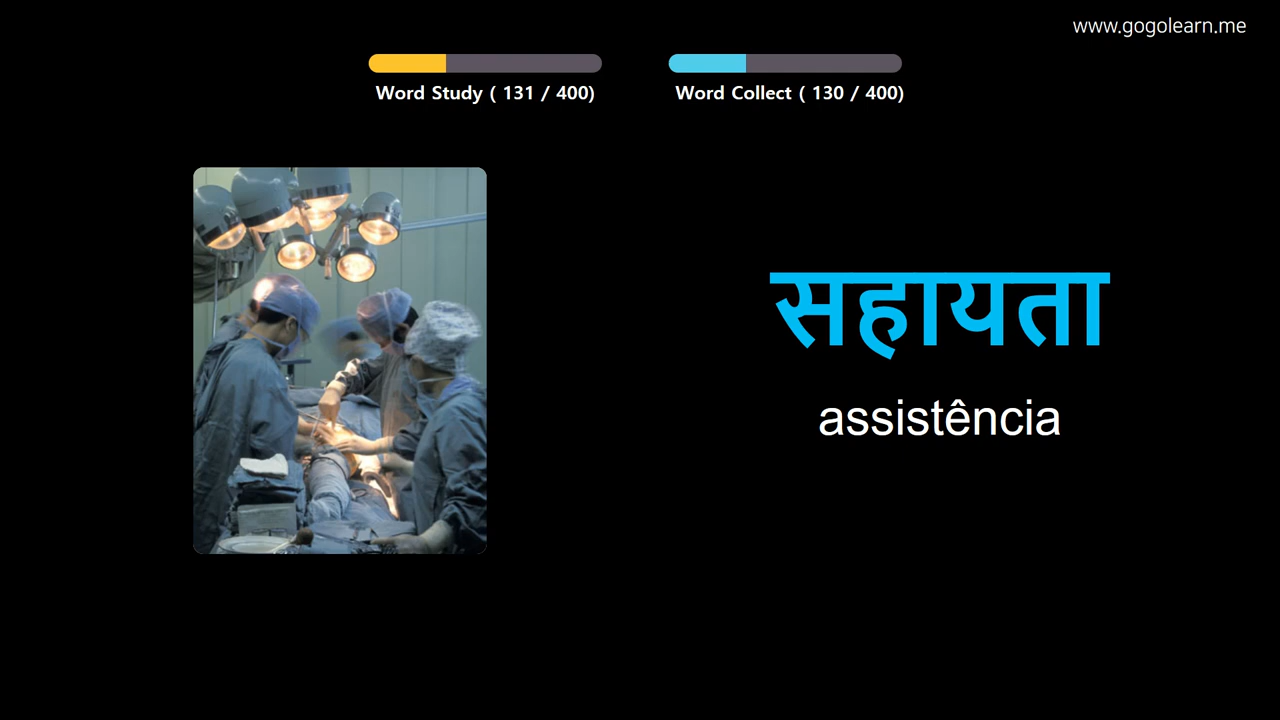 www.gogolearn.me
Word Study ( 131 / 400)
Word Collect ( 130 / 400)
सहायता
assistência